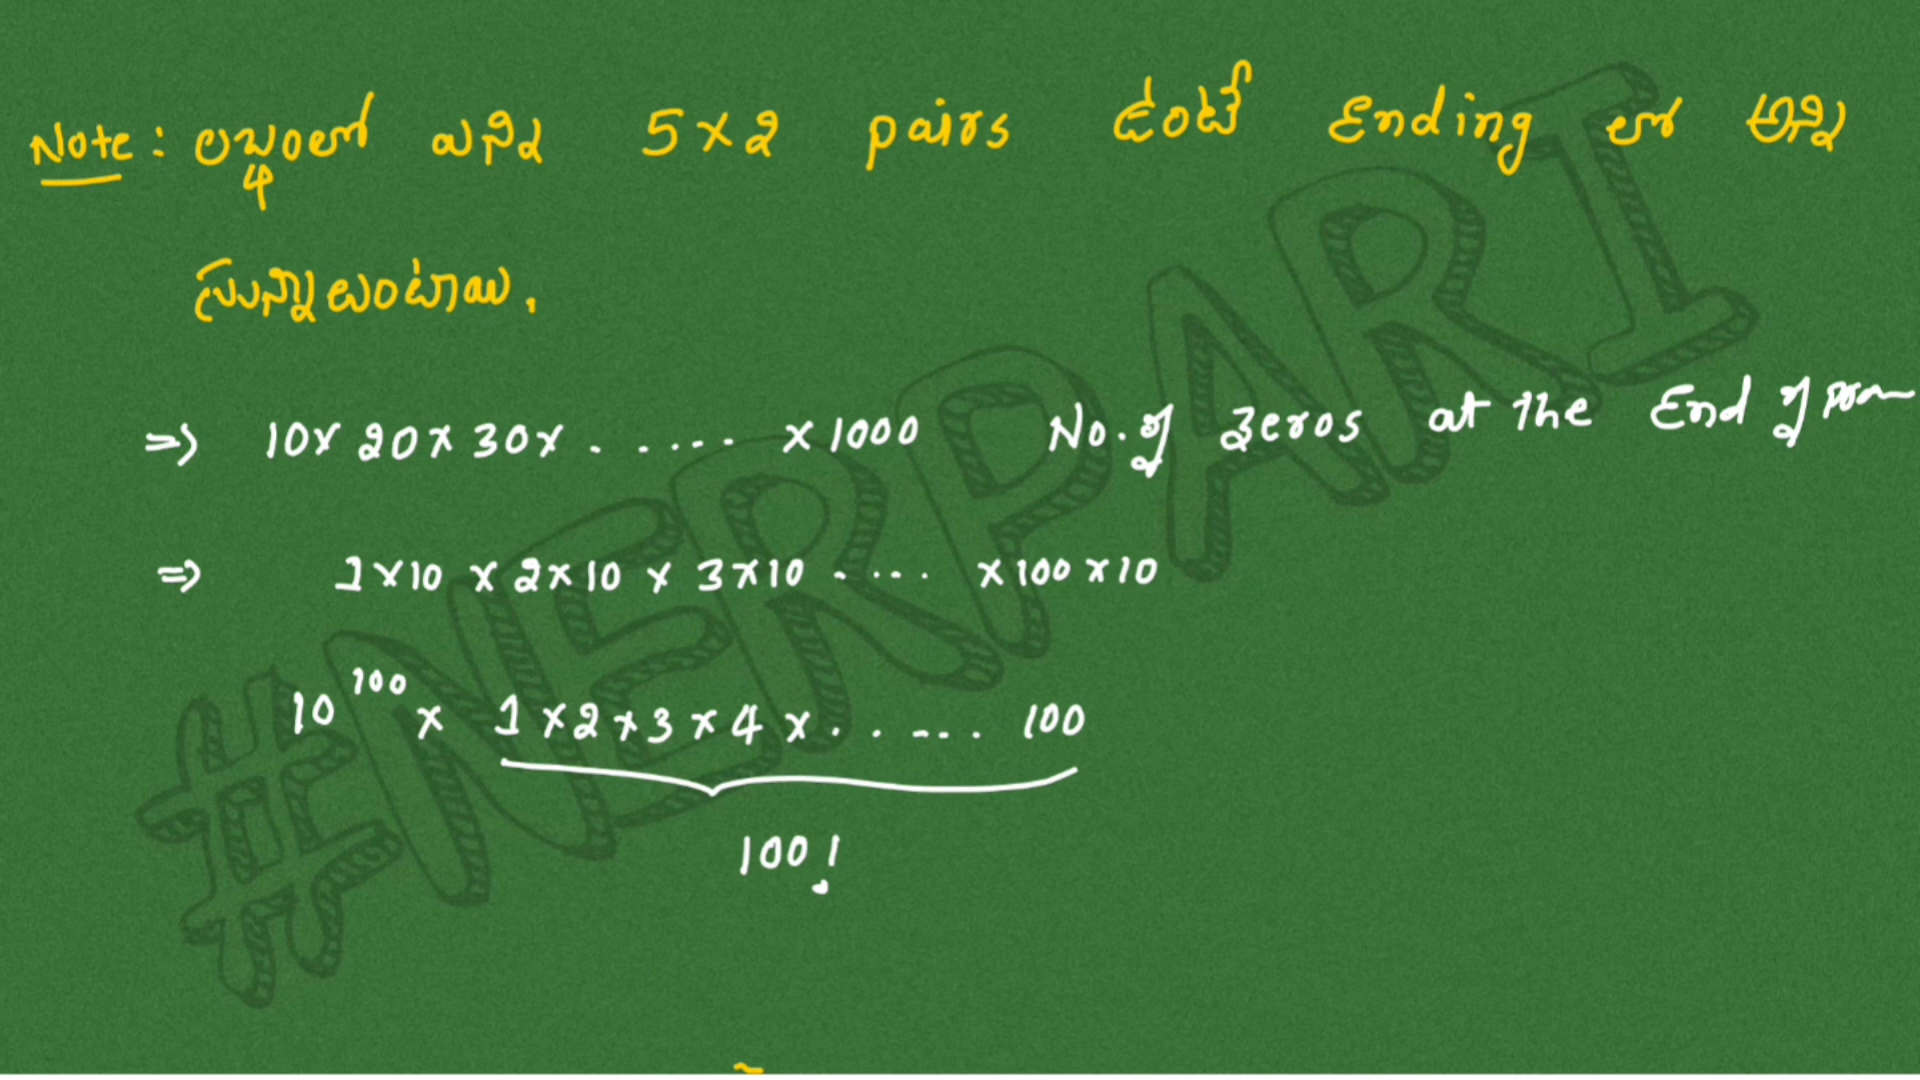 Note: లబ్ధంలో ఎన్ని 5×2 pairs ఉంటే Ending లో అన్ని
సున్నలుంటాయి.
⇒ 10× 20× 30× . . . . . . × 1000 No. of zeros at the End of
⇒ 1×10 × 2×10 × 3×10 . . . . ×100 ×10
10^100 × 1 × 2 × 3 × 4 × . . . . . . 100
100!
#NERPARI